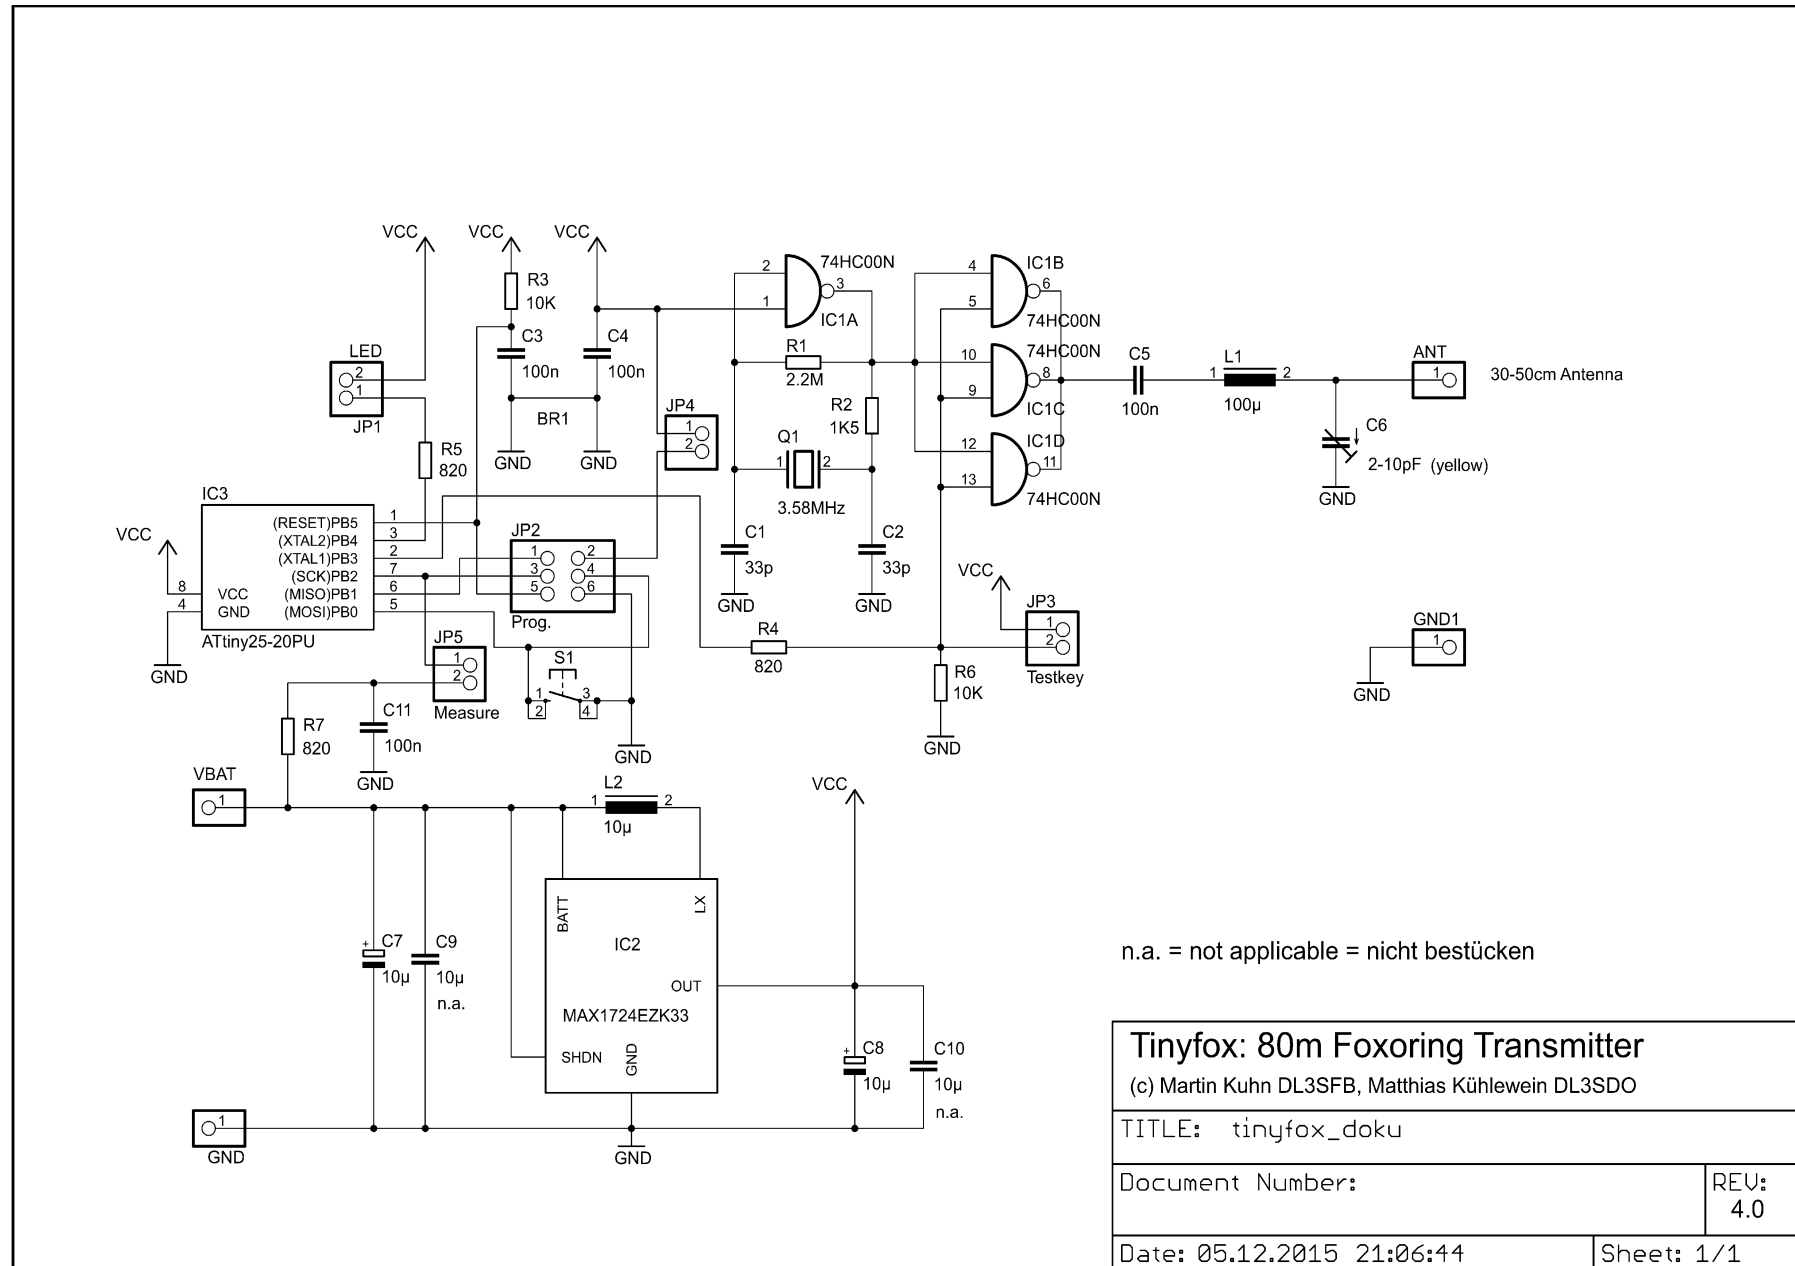 VCC
VCC
VCC
R3
10K
C3
100n
C4
100n
BR1
GND
GND
LED
2
1
JP1
R5
820
JP4
1
2
2
1
3
74HC00N
IC1A
R1
2.2M
R2
1K5
Q1
1
2
3.58MHz
C1
33p
GND
C2
33p
GND
4
5
6
IC1B
74HC00N
10
9
8
74HC00N
IC1C
12
13
11
IC1D
74HC00N
C5
100n
L1
1
2
100µ
ANT
1
30-50cm Antenna
C6
2-10pF (yellow)
GND
IC3
VCC
8
4
VCC
GND
(RESET)PB5
(XTAL2)PB4
(XTAL1)PB3
(SCK)PB2
(MISO)PB1
(MOSI)PB0
1
3
2
7
6
5
ATtiny25-20PU
GND
JP2
1
2
3
4
5
6
Prog.
JP5
1
2
Measure
S1
1
2
3
4
GND
R4
820
VCC
JP3
1
2
Testkey
R6
10K
GND
GND1
1
GND
R7
820
C11
100n
GND
VBAT
1
L2
1
2
10µ
VCC
C7
+
10µ
C9
10µ
n.a.
BATT
LX
IC2
OUT
MAX1724EZK33
SHDN
GND
C8
+
10µ
C10
10µ
n.a.
1
GND
GND
n.a. = not applicable = nicht bestücken
Tinyfox: 80m Foxoring Transmitter
(c) Martin Kuhn DL3SFB, Matthias Kühlewein DL3SDO
TITLE: tinyfox_doku
Document Number:
REV:
4.0
Date: 05.12.2015 21:06:44
Sheet: 1/1